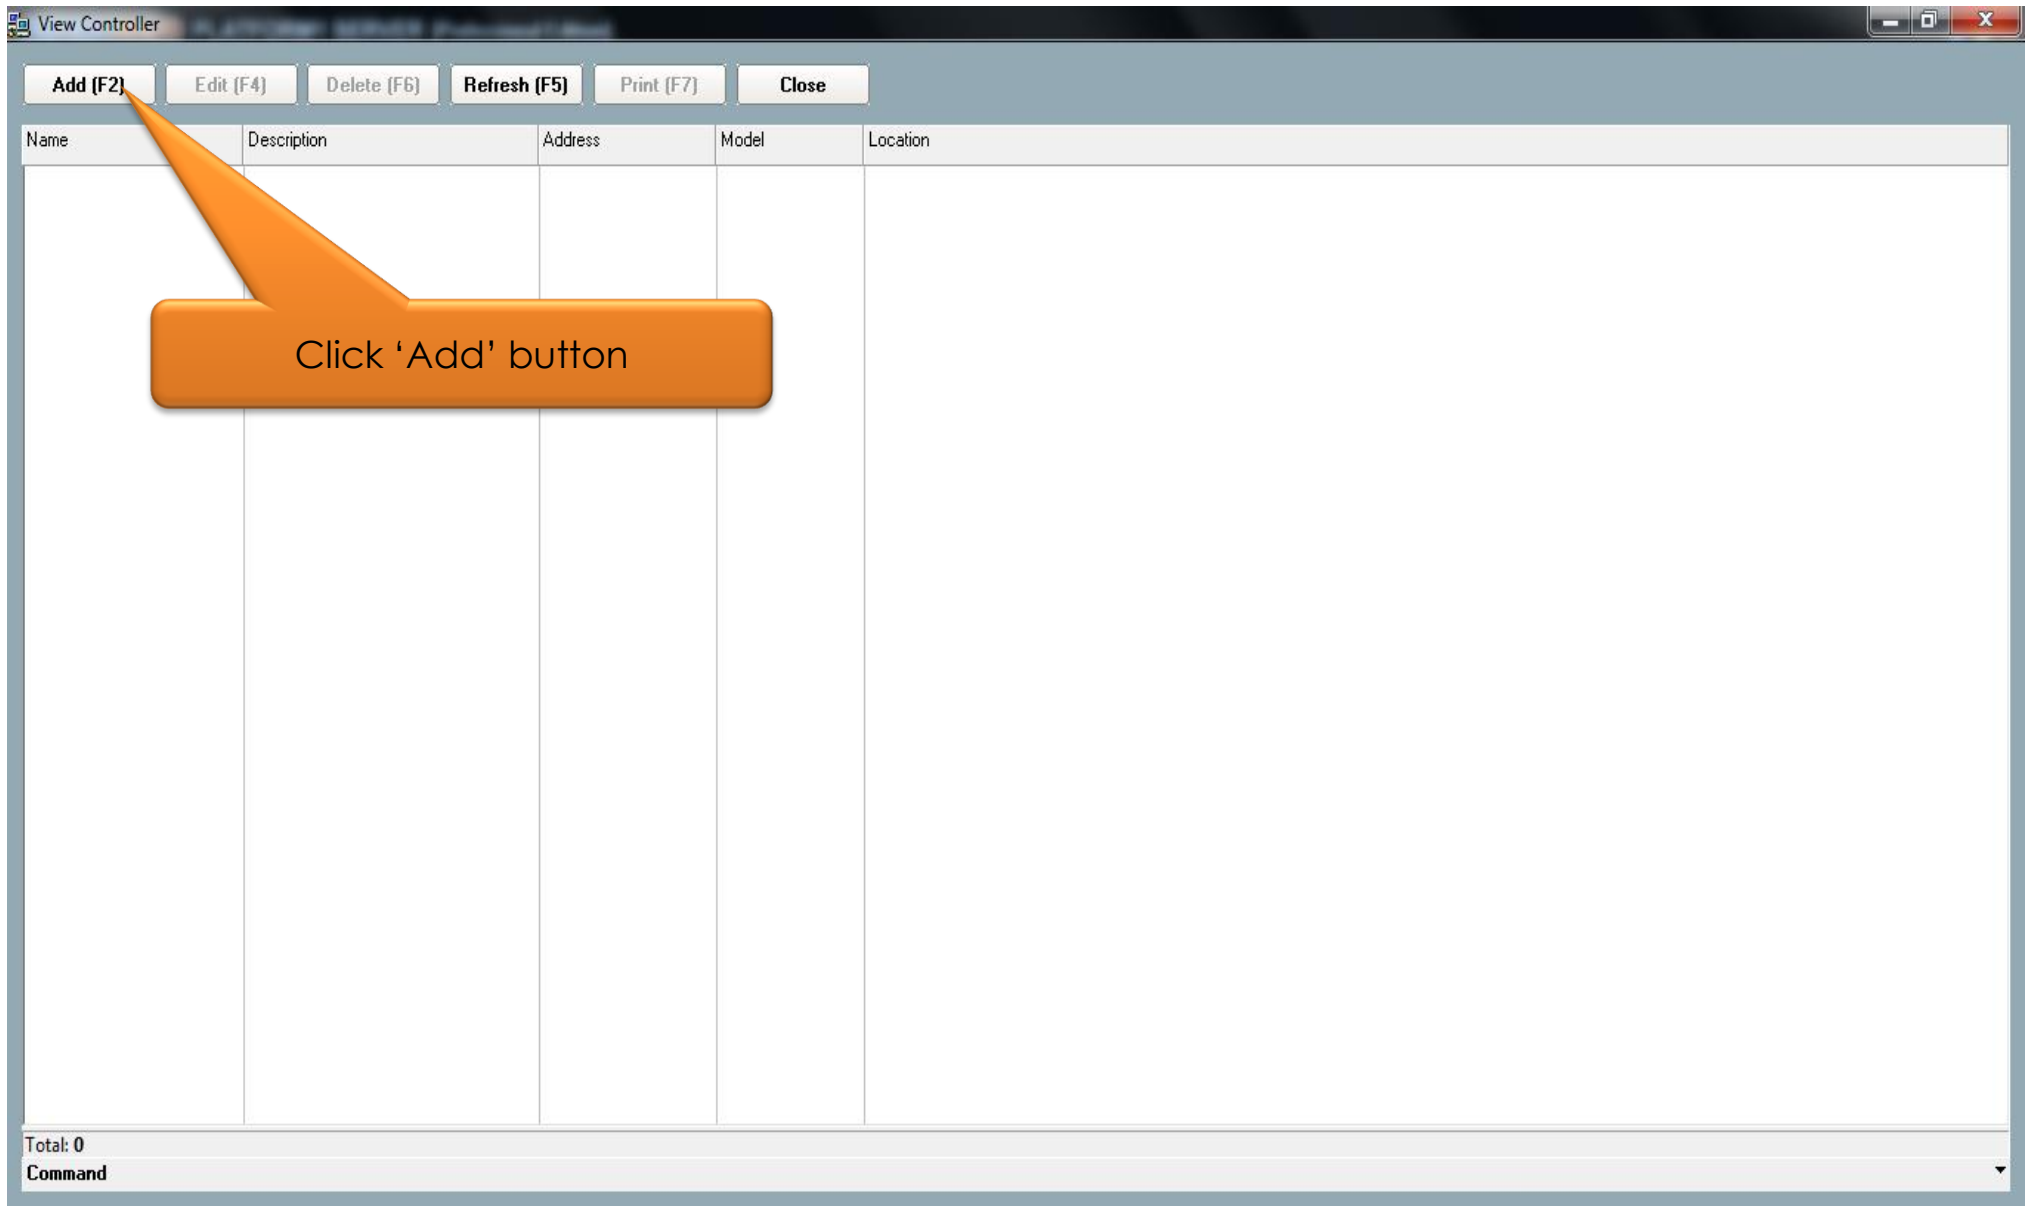 View Controller
Add (F2) Edit (F4) Delete (F6) Refresh (F5) Print (F7) Close
Name Description Address Model Location
Click ‘Add’ button
Total: 0
Command